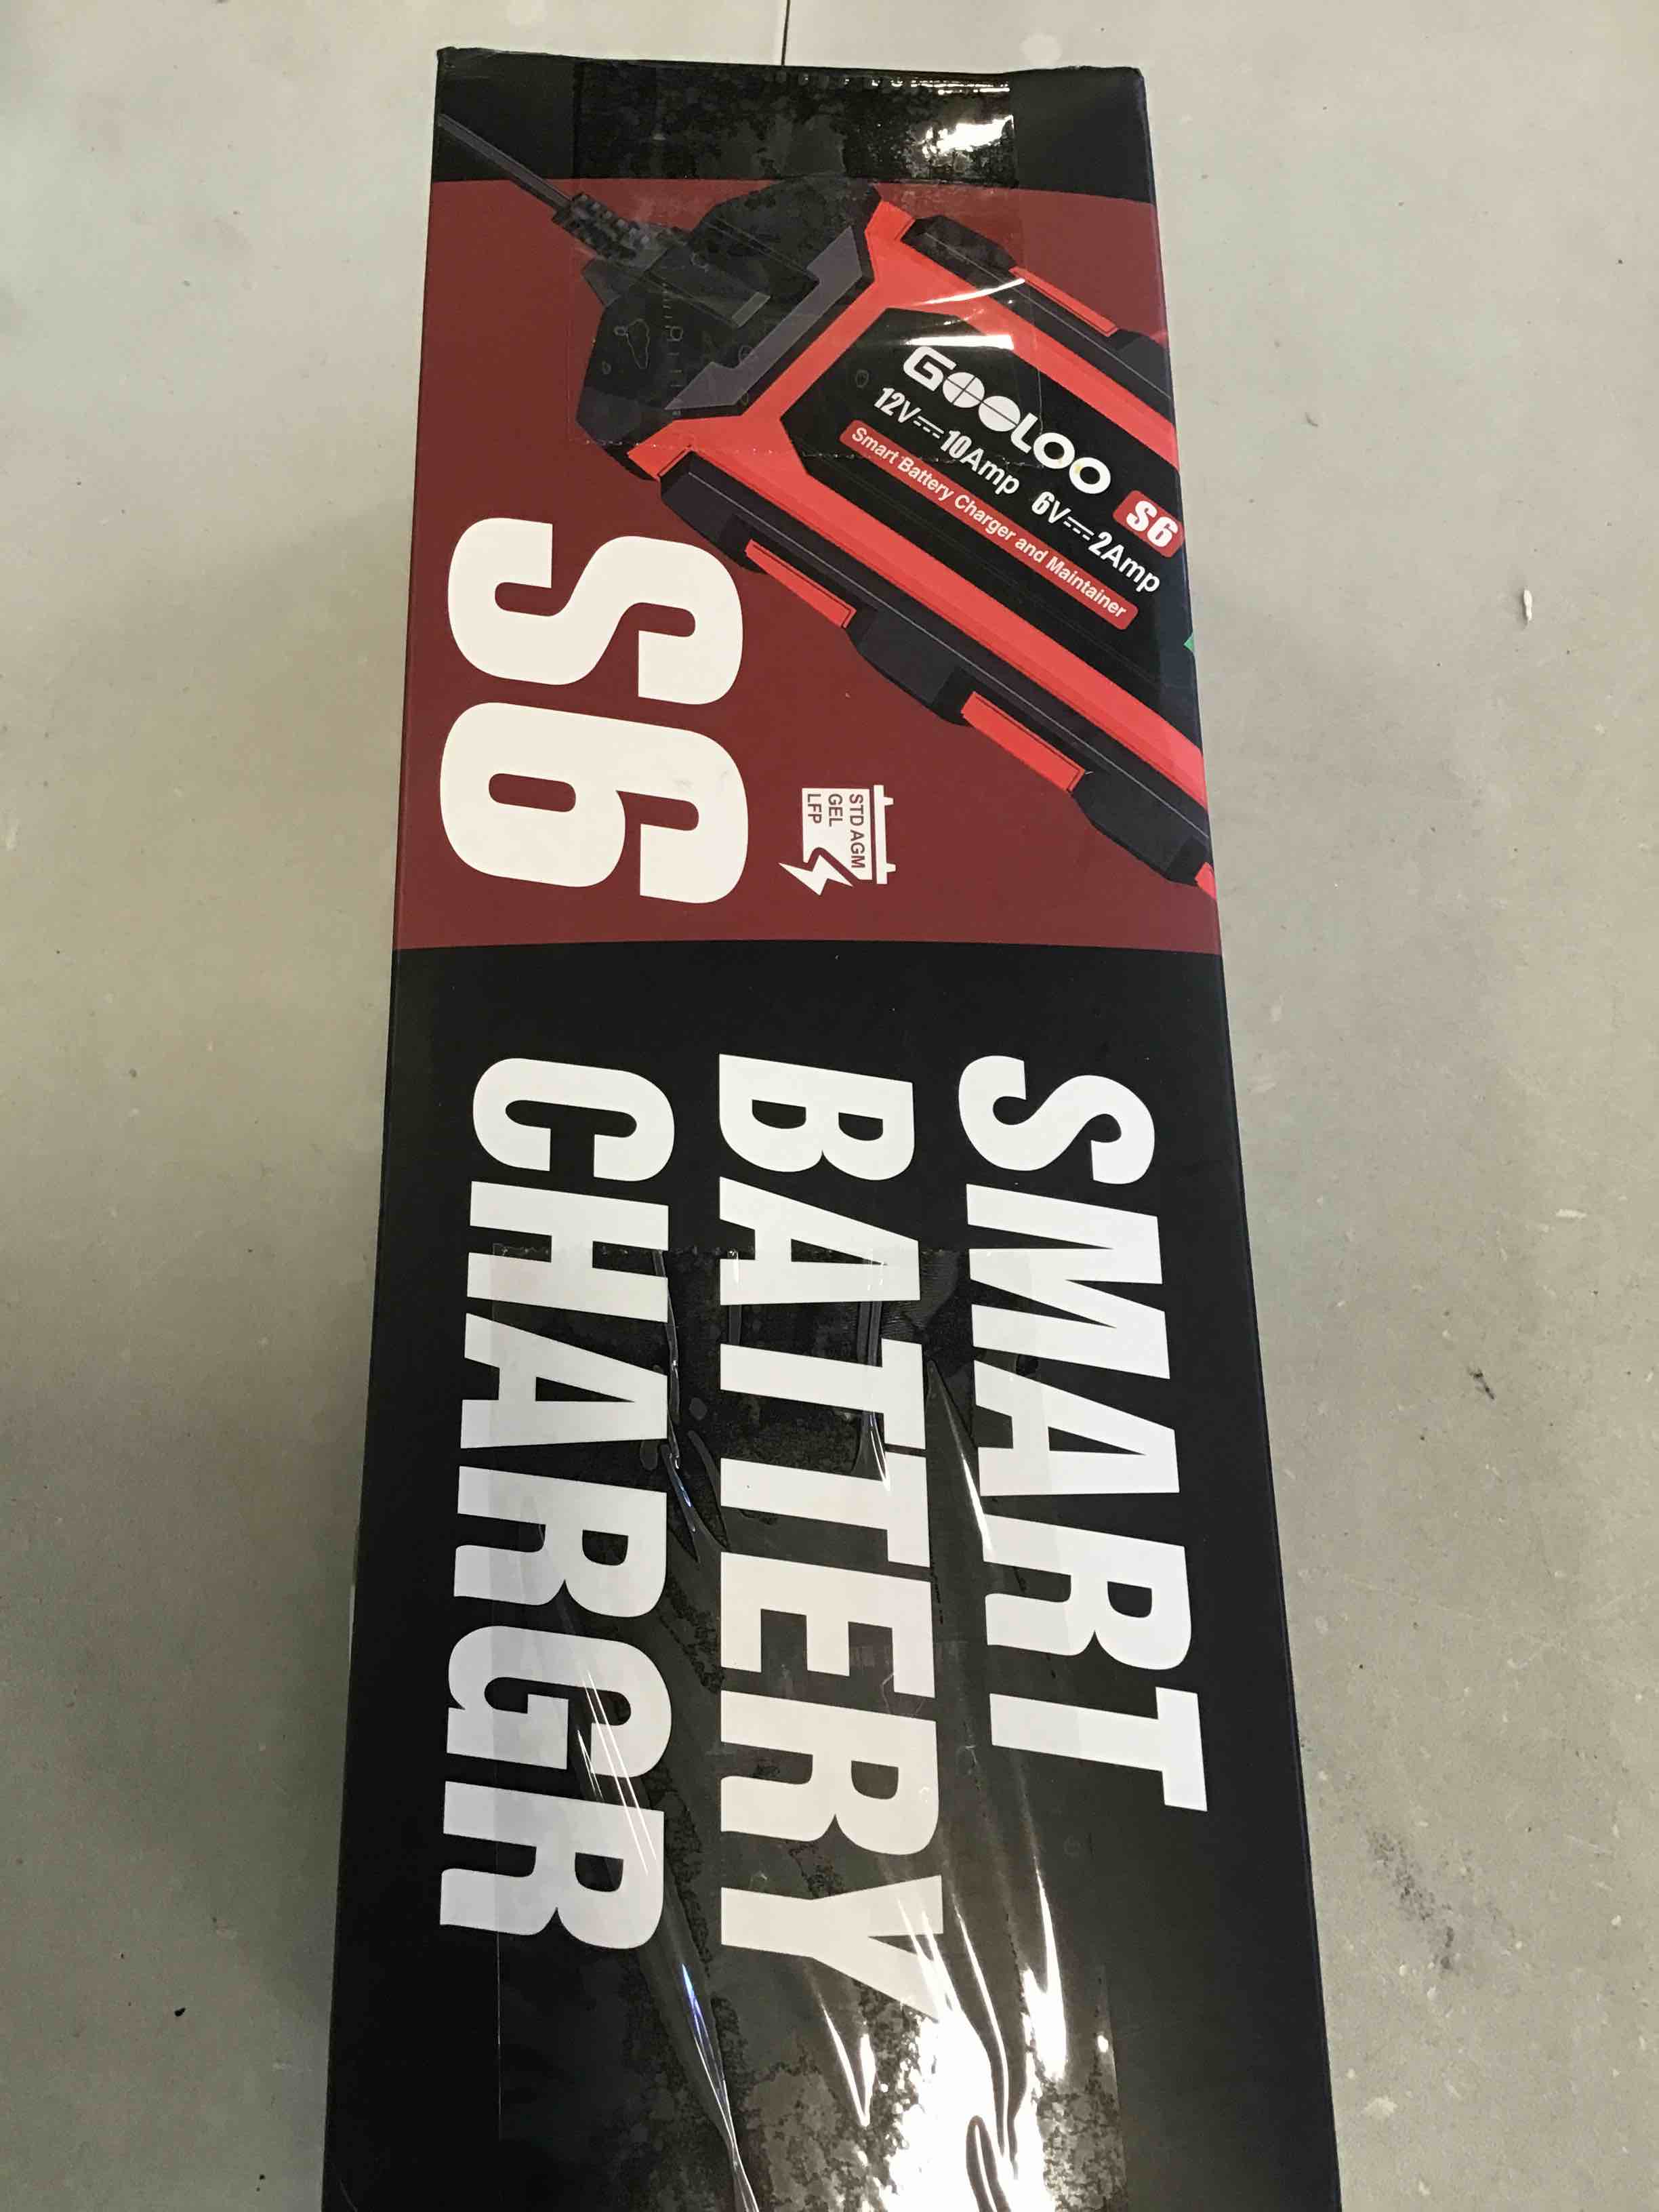 GOOLOO S6
12V⎓10Amp 6V⎓2Amp
Smart Battery Charger and Maintainer
S6
STD AGM
GEL
LFP
SMART
BATTERY
CHARGR